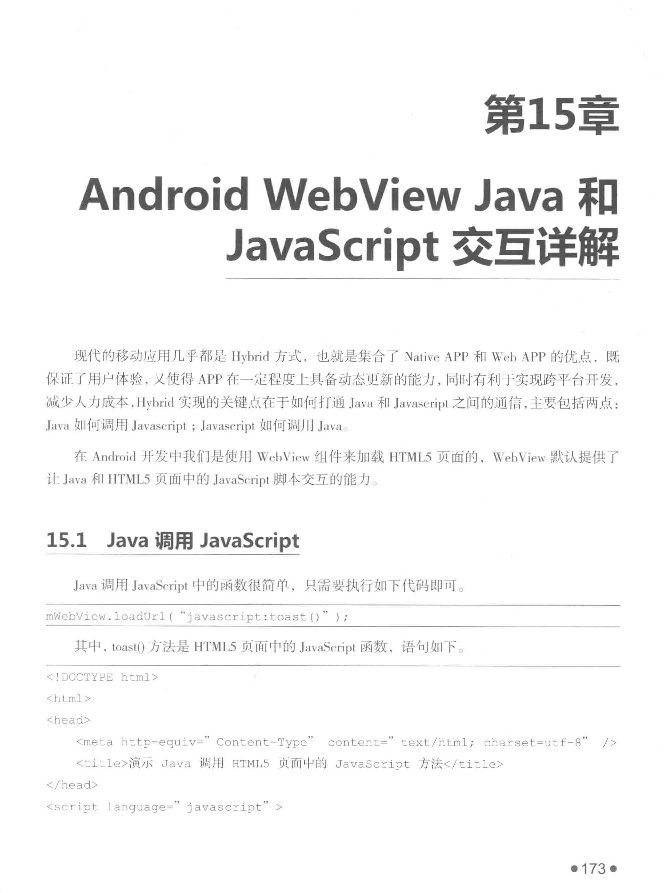 第15章
Android WebView Java 和
JavaScript 交互详解
现代的移动应用几乎都是 Hybrid 方式，也就是集合了 Native APP 和 Web APP 的优点，既
保证了用户体验，又使得 APP 在一定程度上具备动态更新的能力，同时有利于实现跨平台开发，
减少人力成本，Hybrid 实现的关键点在于如何打通 Java 和 Javascript 之间的通信，主要包括两点：
Java 如何调用 Javascript；Javascript 如何调用 Java。
在 Android 开发中我们是使用 WebView 组件来加载 HTML5 页面的，WebView 默认提供了
让 Java 和 HTML5 页面中的 JavaScript 脚本交互的能力。
15.1 Java 调用 JavaScript
Java 调用 JavaScript 中的函数很简单，只需要执行如下代码即可。
mWebView.loadUrl( “javascript:toast()” );
其中，toast() 方法是 HTML5 页面中的 JavaScript 函数，语句如下。
<!DOCTYPE html>
<html>
<head>
<meta http-equiv=” Content-Type” content=” text/html; charset=utf-8” />
<title>演示 Java 调用 HTML5 页面中的 JavaScript 方法</title>
</head>
<script language=” javascript” >
●173●